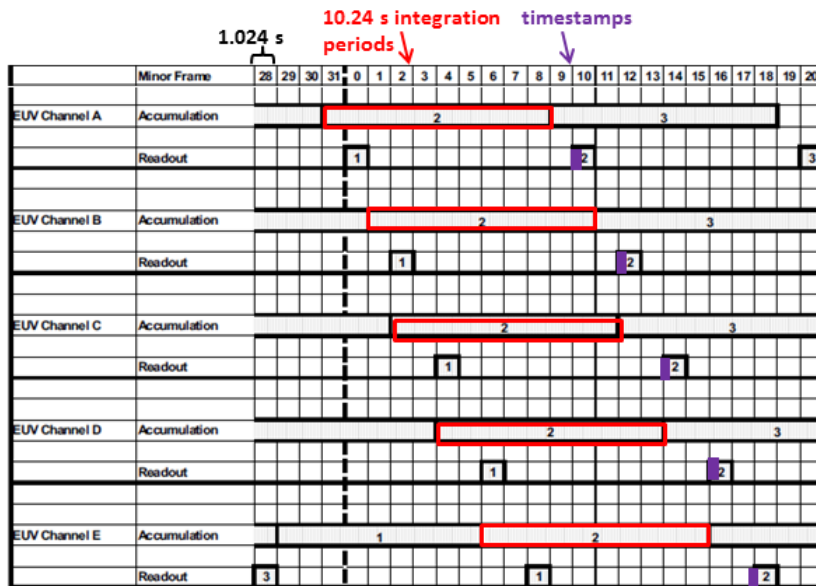 10.24 s integration periods
timestamps
1.024 s
Minor Frame 28 29 30 31 0 1 2 3 4 5 6 7 8 9 10 11 12 13 14 15 16 17 18 19 20
EUV Channel A Accumulation 2 3
Readout 1 2 3
EUV Channel B Accumulation 2 3
Readout 1 2
EUV Channel C Accumulation 2 3
Readout 1 2
EUV Channel D Accumulation 2 3
Readout 1 2
EUV Channel E Accumulation 1 2
Readout 3 1 2